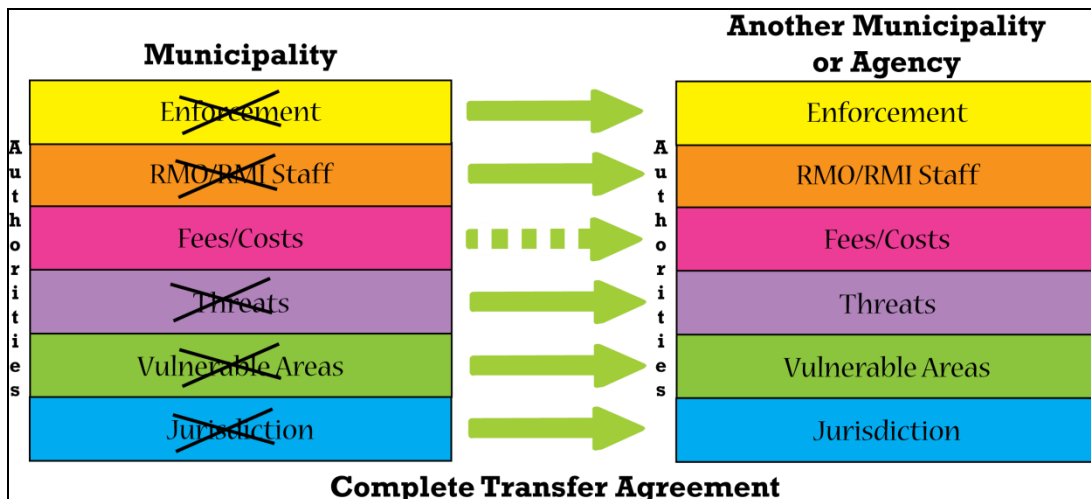 Municipality
Another Municipality
or Agency
Authorities
Enforcement
RMO/RMI Staff
Fees/Costs
Threats
Vulnerable Areas
Jurisdiction
Authorities
Enforcement
RMO/RMI Staff
Fees/Costs
Threats
Vulnerable Areas
Jurisdiction
Complete Transfer Agreement